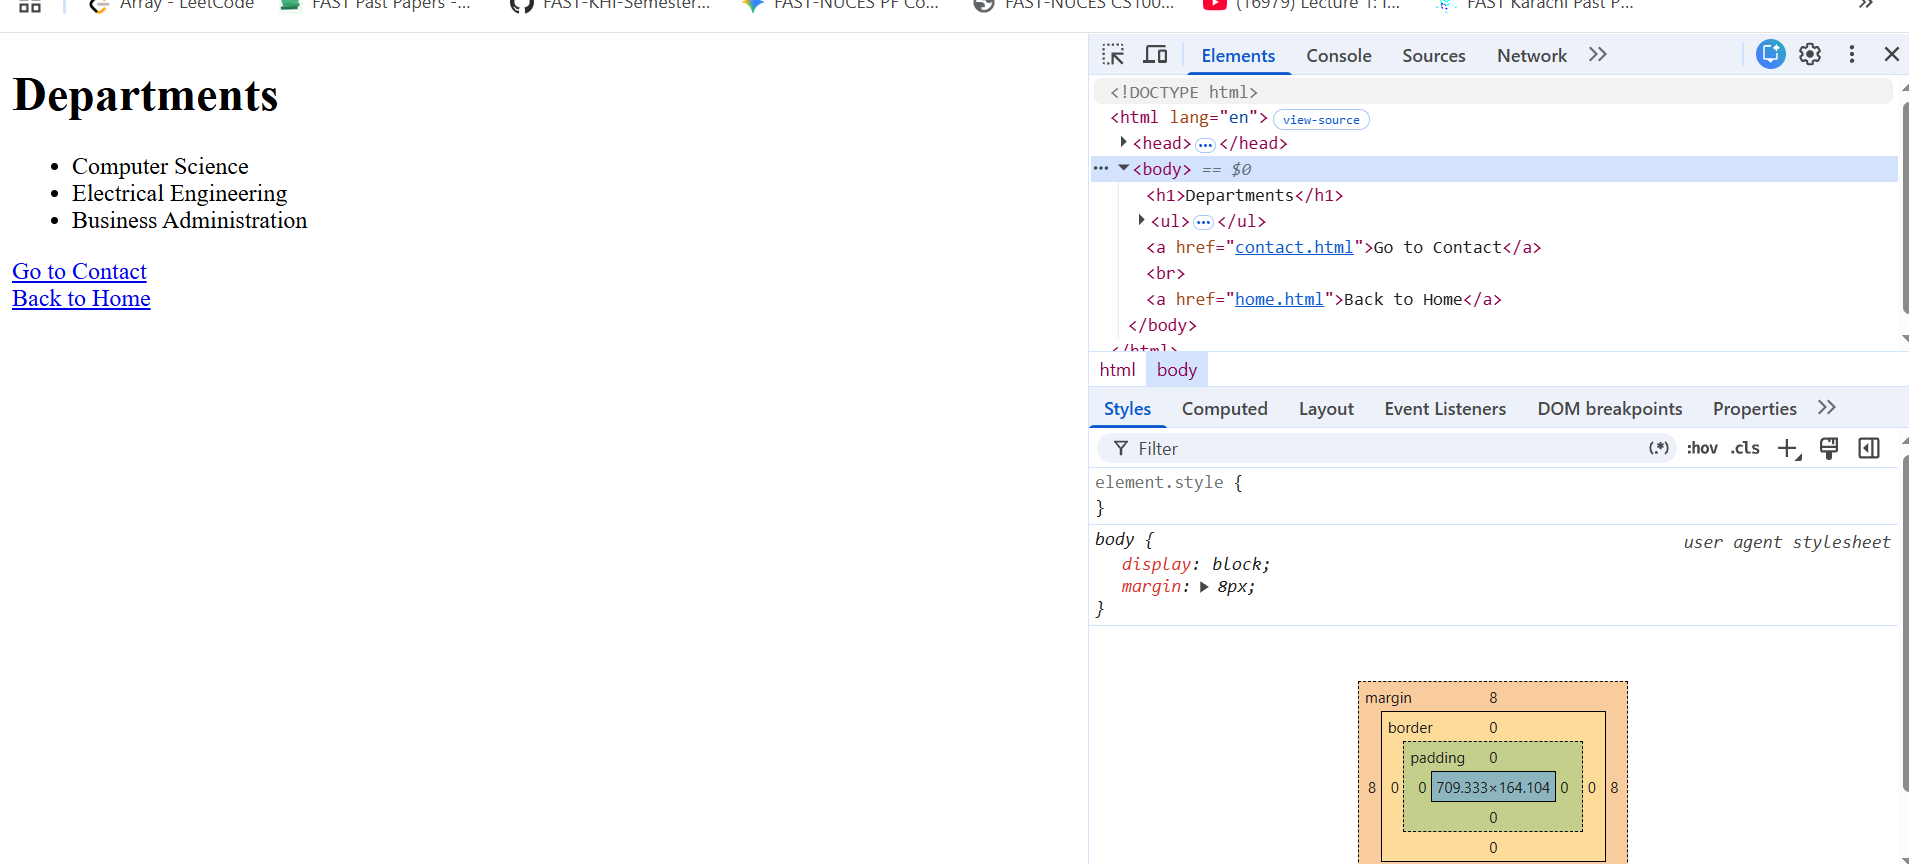 Array - LeetCode
FAST Past Papers -...
FAST-KHI-Semester...
FAST-NUCES PF Co...
FAST-NUCES CS100...
(16979) Lecture 1: I...
FAST Karachi Past P...
Departments
• Computer Science
• Electrical Engineering
• Business Administration
Go to Contact
Back to Home
Elements Console Sources Network
<!DOCTYPE html>
<html lang="en"> view-source
<head> … </head>
<body> == $0
<h1>Departments</h1>
<ul> … </ul>
<a href="contact.html">Go to Contact</a>
<br>
<a href="home.html">Back to Home</a>
</body>
</html>
html body
Styles Computed Layout Event Listeners DOM breakpoints Properties
Filter (.*) :hov .cls
element.style {
}
body { user agent stylesheet
display: block;
margin: 8px;
}
margin 8
border 0
padding 0
8 0 0 709.333×164.104 0 0 8
0
0